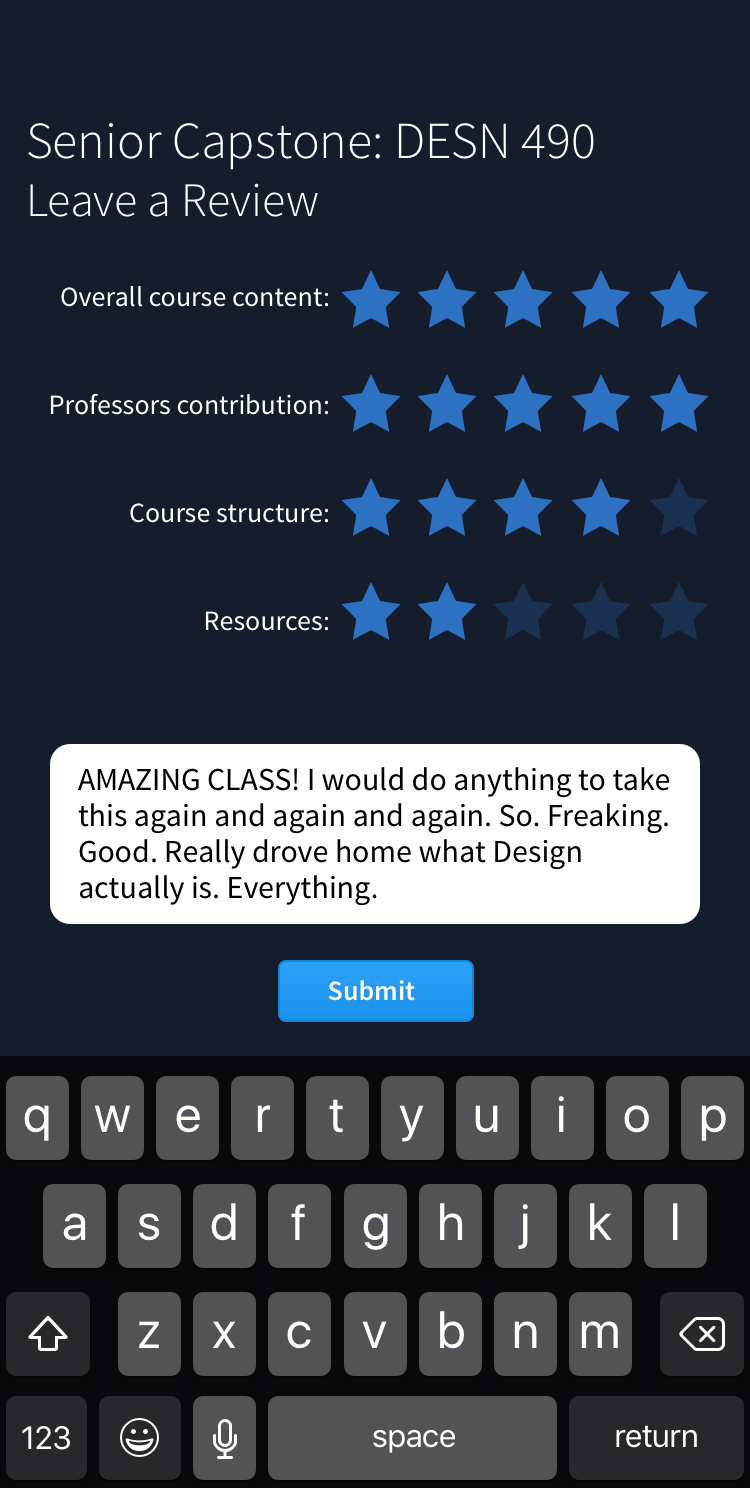 Senior Capstone: DESN 490
Leave a Review
Overall course content:
Professors contribution:
Course structure:
Resources:
AMAZING CLASS! I would do anything to take
this again and again and again. So. Freaking.
Good. Really drove home what Design
actually is. Everything.
Submit
q w e r t y u i o p
a s d f g h j k l
z x c v b n m
123 space return